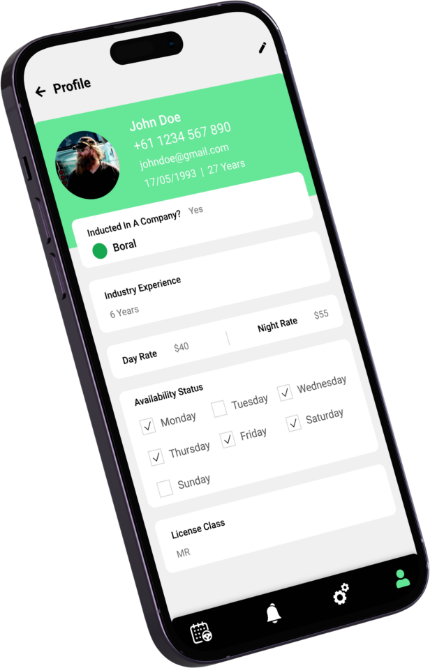 Profile
John Doe
+61 1234 567 890
johndoe@gmail.com
17/05/1993 | 27 Years
Inducted In A Company? Yes
Boral
Industry Experience
6 Years
Day Rate $40 Night Rate $55
Availability Status
Monday Tuesday Wednesday
Thursday Friday Saturday
Sunday
License Class
MR